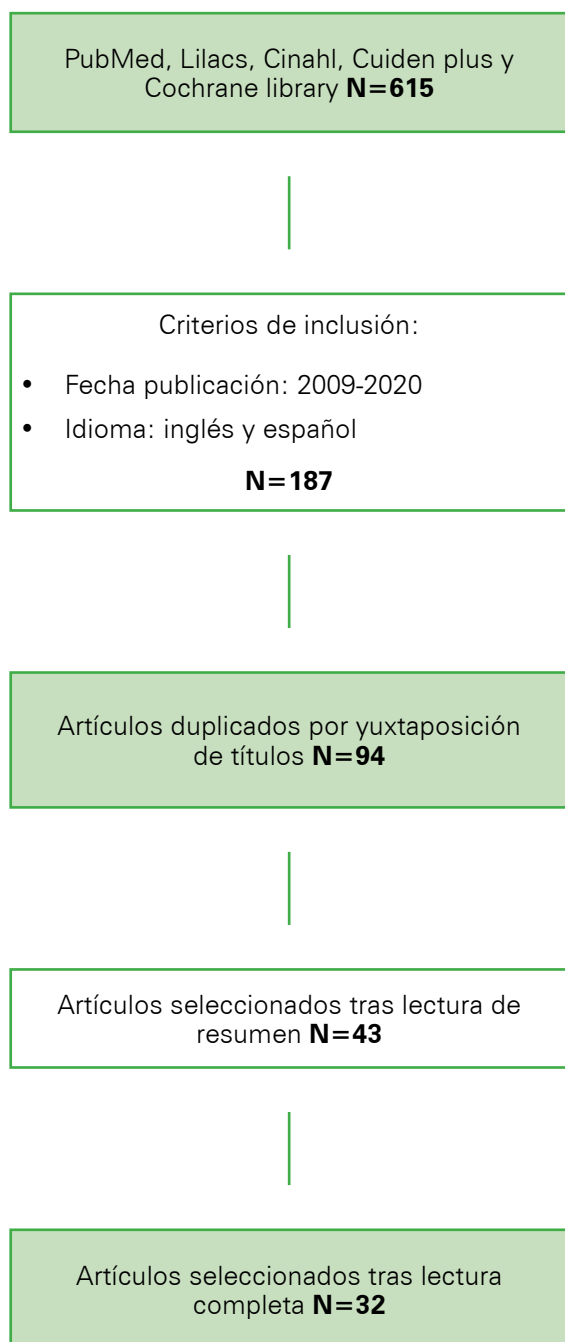 PubMed, Lilacs, Cinahl, Cuiden plus y
Cochrane library N=615
Criterios de inclusión:
• Fecha publicación: 2009-2020
• Idioma: inglés y español
N=187
Artículos duplicados por yuxtaposición
de títulos N=94
Artículos seleccionados tras lectura de
resumen N=43
Artículos seleccionados tras lectura
completa N=32